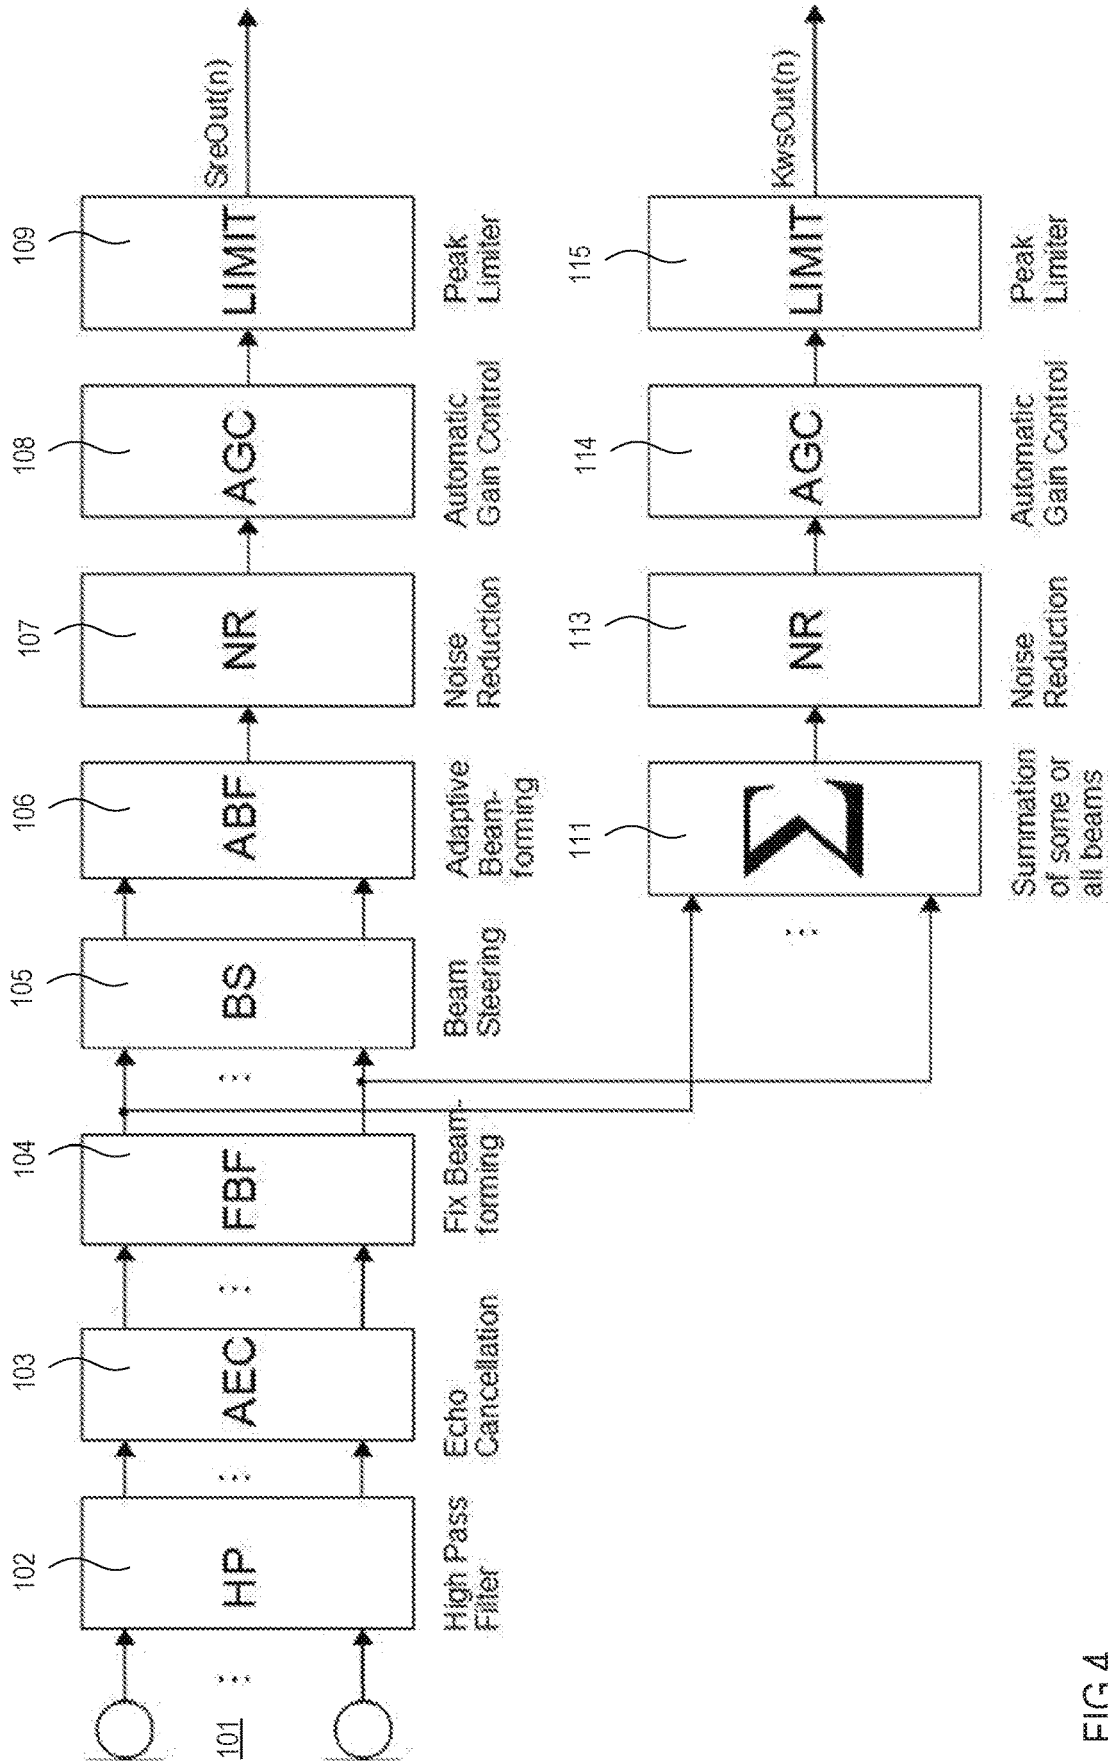 101
102
HP
High Pass
Filter
103
AEC
Echo
Cancellation
104
FBF
Fix Beam-
forming
105
BS
Beam
Steering
106
ABF
Adaptive
Beam-
forming
107
NR
Noise
Reduction
108
AGC
Automatic
Gain Control
109
LIMIT
Peak
Limiter
SreOut(n)
111
Σ
Summation
of some or
all beams
113
NR
Noise
Reduction
114
AGC
Automatic
Gain Control
115
LIMIT
Peak
Limiter
KwsOut(n)
FIG 4